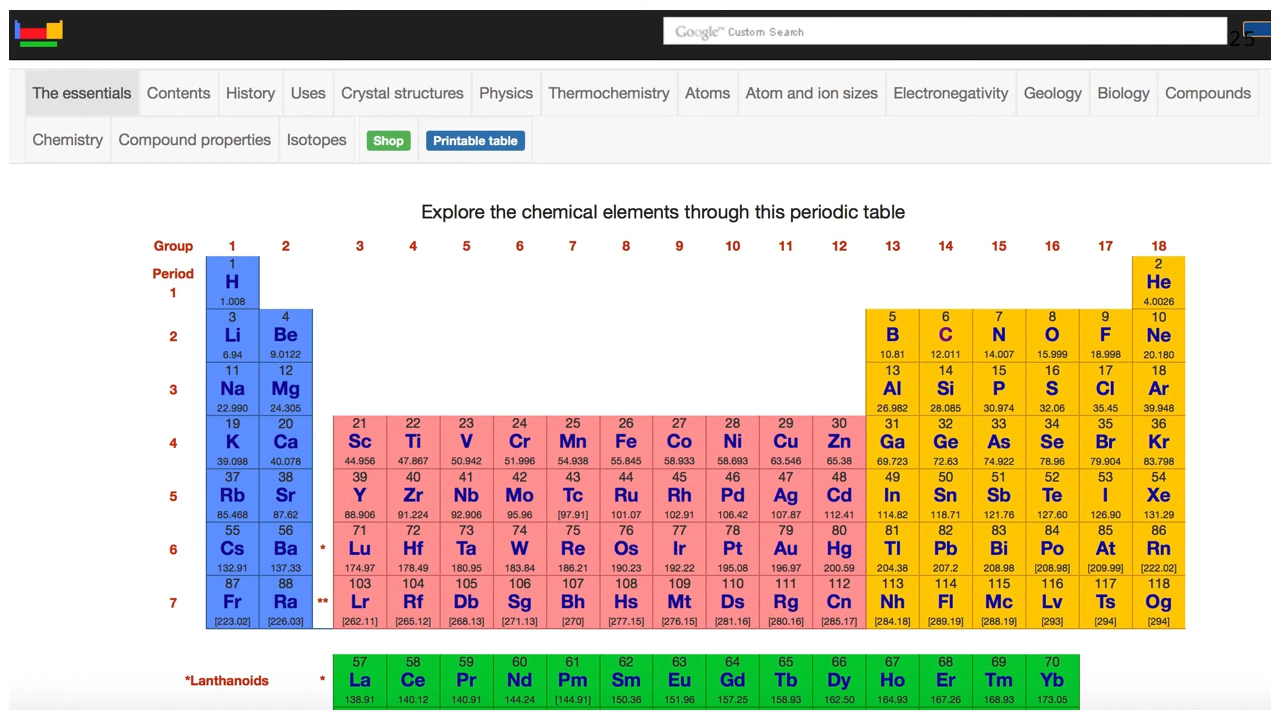 Google™ Custom Search
25
The essentials Contents History Uses Crystal structures Physics Thermochemistry Atoms Atom and ion sizes Electronegativity Geology Biology Compounds
Chemistry Compound properties Isotopes Shop Printable table
Explore the chemical elements through this periodic table
Group 1 2 3 4 5 6 7 8 9 10 11 12 13 14 15 16 17 18
Period
1
1 2
H He
1.008 4.0026
3 4 5 6 7 8 9 10
2 Li Be B C N O F Ne
6.94 9.0122 10.81 12.011 14.007 15.999 18.998 20.180
11 12 13 14 15 16 17 18
3 Na Mg Al Si P S Cl Ar
22.990 24.305 26.982 28.085 30.974 32.06 35.45 39.948
19 20 21 22 23 24 25 26 27 28 29 30 31 32 33 34 35 36
4 K Ca Sc Ti V Cr Mn Fe Co Ni Cu Zn Ga Ge As Se Br Kr
39.098 40.078 44.956 47.867 50.942 51.996 54.938 55.845 58.933 58.693 63.546 65.38 69.723 72.63 74.922 78.96 79.904 83.798
37 38 39 40 41 42 43 44 45 46 47 48 49 50 51 52 53 54
5 Rb Sr Y Zr Nb Mo Tc Ru Rh Pd Ag Cd In Sn Sb Te I Xe
85.468 87.62 88.906 91.224 92.906 95.96 [97.91] 101.07 102.91 106.42 107.87 112.41 114.82 118.71 121.76 127.60 126.90 131.29
55 56 71 72 73 74 75 76 77 78 79 80 81 82 83 84 85 86
6 Cs Ba * Lu Hf Ta W Re Os Ir Pt Au Hg Tl Pb Bi Po At Rn
132.91 137.33 174.97 178.49 180.95 183.84 186.21 190.23 192.22 195.08 196.97 200.59 204.38 207.2 208.98 [208.98] [209.99] [222.02]
87 88 103 104 105 106 107 108 109 110 111 112 113 114 115 116 117 118
7 Fr Ra ** Lr Rf Db Sg Bh Hs Mt Ds Rg Cn Nh Fl Mc Lv Ts Og
[223.02] [226.03] [262.11] [265.12] [268.13] [271.13] [270] [277.15] [276.15] [281.16] [280.16] [285.17] [284.18] [289.19] [288.19] [293] [294] [294]
57 58 59 60 61 62 63 64 65 66 67 68 69 70
*Lanthanoids * La Ce Pr Nd Pm Sm Eu Gd Tb Dy Ho Er Tm Yb
138.91 140.12 140.91 144.24 [144.91] 150.36 151.96 157.25 158.93 162.50 164.93 167.26 168.93 173.05